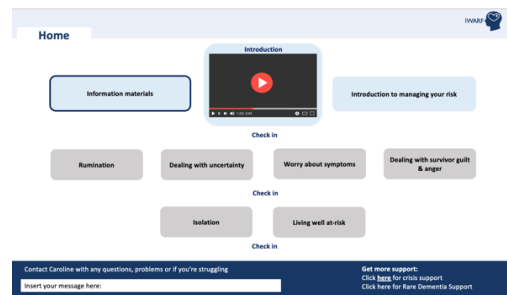 IWARF
Home
Introduction
Information materials
Introduction to managing your risk
Check in
Rumination
Dealing with uncertainty
Worry about symptoms
Dealing with survivor guilt
& anger
Check in
Isolation
Living well at-risk
Check in
Contact Caroline with any questions, problems or if you're struggling
Insert your message here:
Get more support:
Click here for crisis support
Click here for Rare Dementia Support